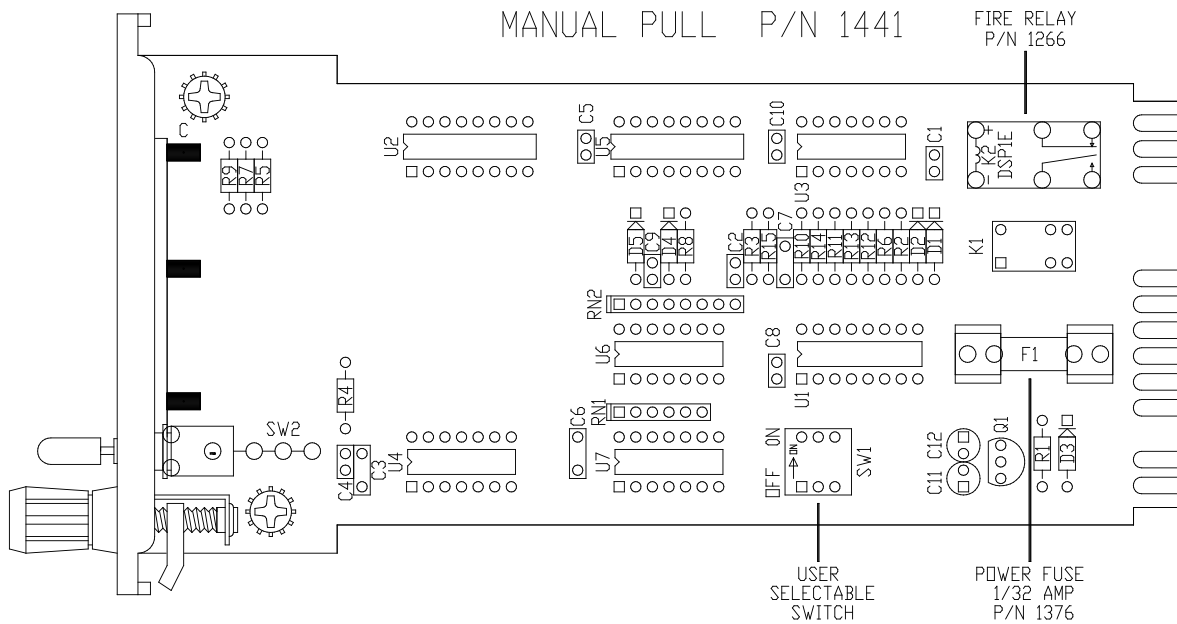 MANUAL PULL P/N 1441
FIRE RELAY
P/N 1266
C
U2
C5
U5
C10
U3
C1
K2
DSP1E
+
-
R9
R7
R5
D5
C9
D4
R8
C2
R3
R15
C7
R10
R14
R11
R13
R12
R6
R2
D2
D1
K1
RN2
U6
C8
U1
F1
R4
RN1
C6
SW2
C4
C3
U4
U7
OFF ON
ON
SW1
C12
C11
Q1
R1
D3
USER
SELECTABLE
SWITCH
POWER FUSE
1/32 AMP
P/N 1376